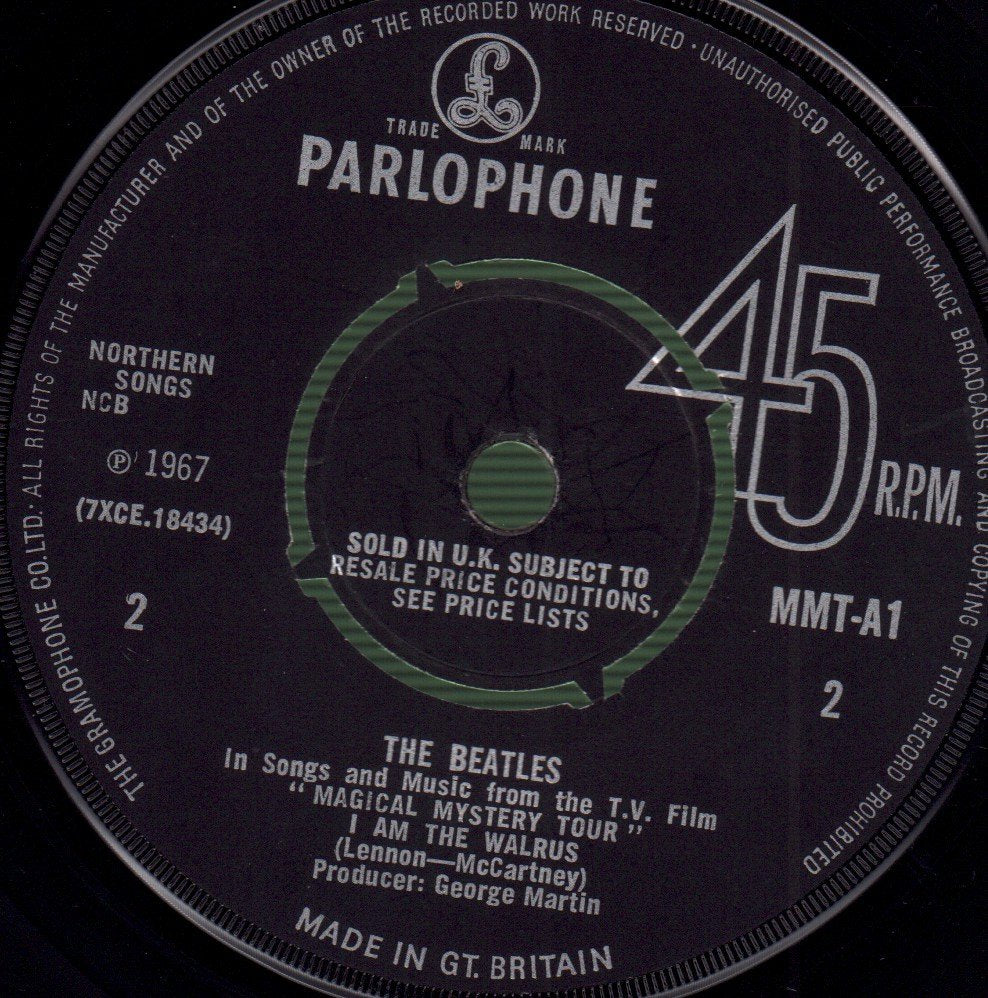 THE GRAMOPHONE CO. LTD. ALL RIGHTS OF THE MANUFACTURER AND OF THE OWNER OF THE RECORDED WORK RESERVED · UNAUTHORISED PUBLIC PERFORMANCE BROADCASTING AND COPYING OF THIS RECORD PROHIBITED
£
TRADE MARK
PARLOPHONE
45
R.P.M.
NORTHERN
SONGS
NCB
Ⓟ 1967
(7XCE.18434)
2
SOLD IN U.K. SUBJECT TO
RESALE PRICE CONDITIONS,
SEE PRICE LISTS
MMT-A1
2
THE BEATLES
In Songs and Music from the T.V. Film
“MAGICAL MYSTERY TOUR”
I AM THE WALRUS
(Lennon—McCartney)
Producer: George Martin
MADE IN GT. BRITAIN